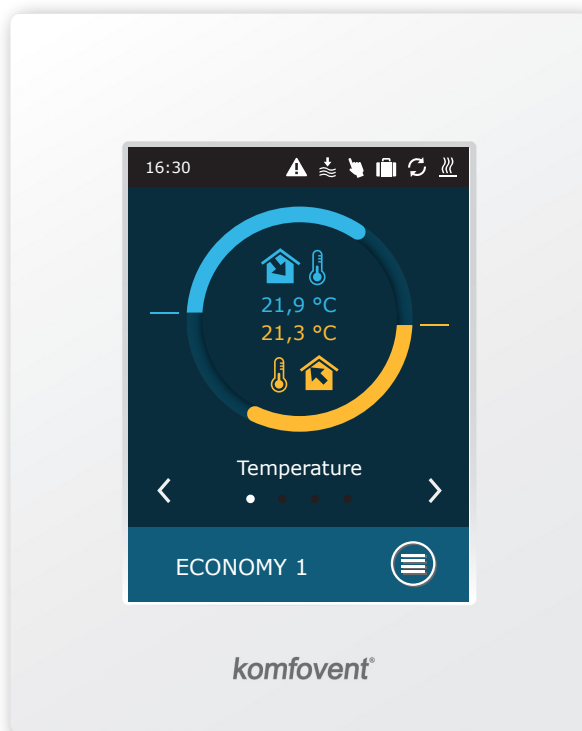 16:30
21,9 °C
21,3 °C
Temperature
ECONOMY 1
komfovent®